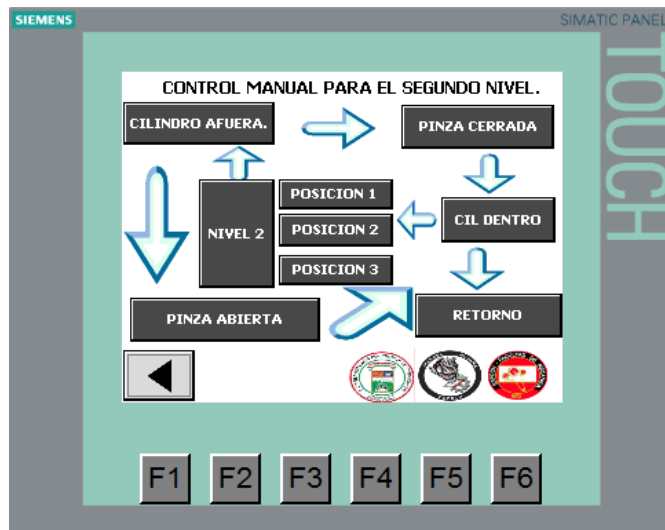 SIEMENS
SIMATIC PANEL
TOUCH
CONTROL MANUAL PARA EL SEGUNDO NIVEL.
CILINDRO AFUERA.
PINZA CERRADA
NIVEL 2
POSICION 1
POSICION 2
POSICION 3
CIL DENTRO
PINZA ABIERTA
RETORNO
F1
F2
F3
F4
F5
F6